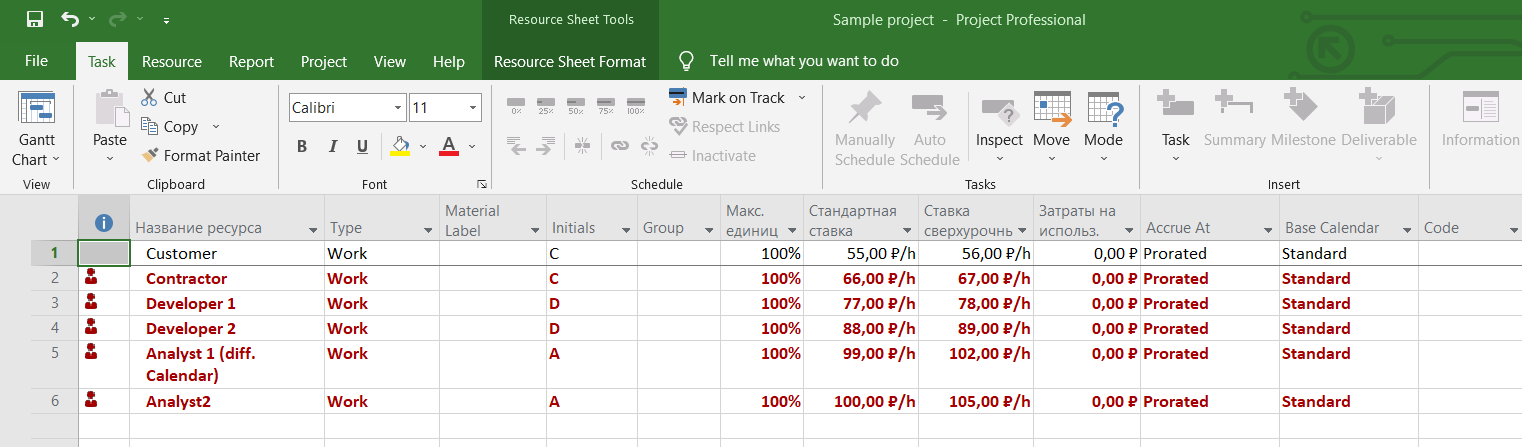 Resource Sheet Tools
Sample project - Project Professional
File Task Resource Report Project View Help Resource Sheet Format Tell me what you want to do
Gantt Chart
View
Paste
Cut
Copy
Format Painter
Clipboard
Calibri 11
B I U A
Font
0% 25% 50% 75% 100%
Mark on Track
Respect Links
Inactivate
Schedule
Manually Schedule
Auto Schedule
Inspect
Move
Mode
Tasks
Task
Summary
Milestone
Deliverable
Insert
Information
Название ресурса Type Material Label Initials Group Макс. единиц Стандартная ставка Ставка сверхурочнь Затраты на использ. Accrue At Base Calendar Code
1 Customer Work C 100% 55,00 ₽/h 56,00 ₽/h 0,00 ₽ Prorated Standard
2 Contractor Work C 100% 66,00 ₽/h 67,00 ₽/h 0,00 ₽ Prorated Standard
3 Developer 1 Work D 100% 77,00 ₽/h 78,00 ₽/h 0,00 ₽ Prorated Standard
4 Developer 2 Work D 100% 88,00 ₽/h 89,00 ₽/h 0,00 ₽ Prorated Standard
5 Analyst 1 (diff. Work A 100% 99,00 ₽/h 102,00 ₽/h 0,00 ₽ Prorated Standard
Calendar)
6 Analyst2 Work A 100% 100,00 ₽/h 105,00 ₽/h 0,00 ₽ Prorated Standard